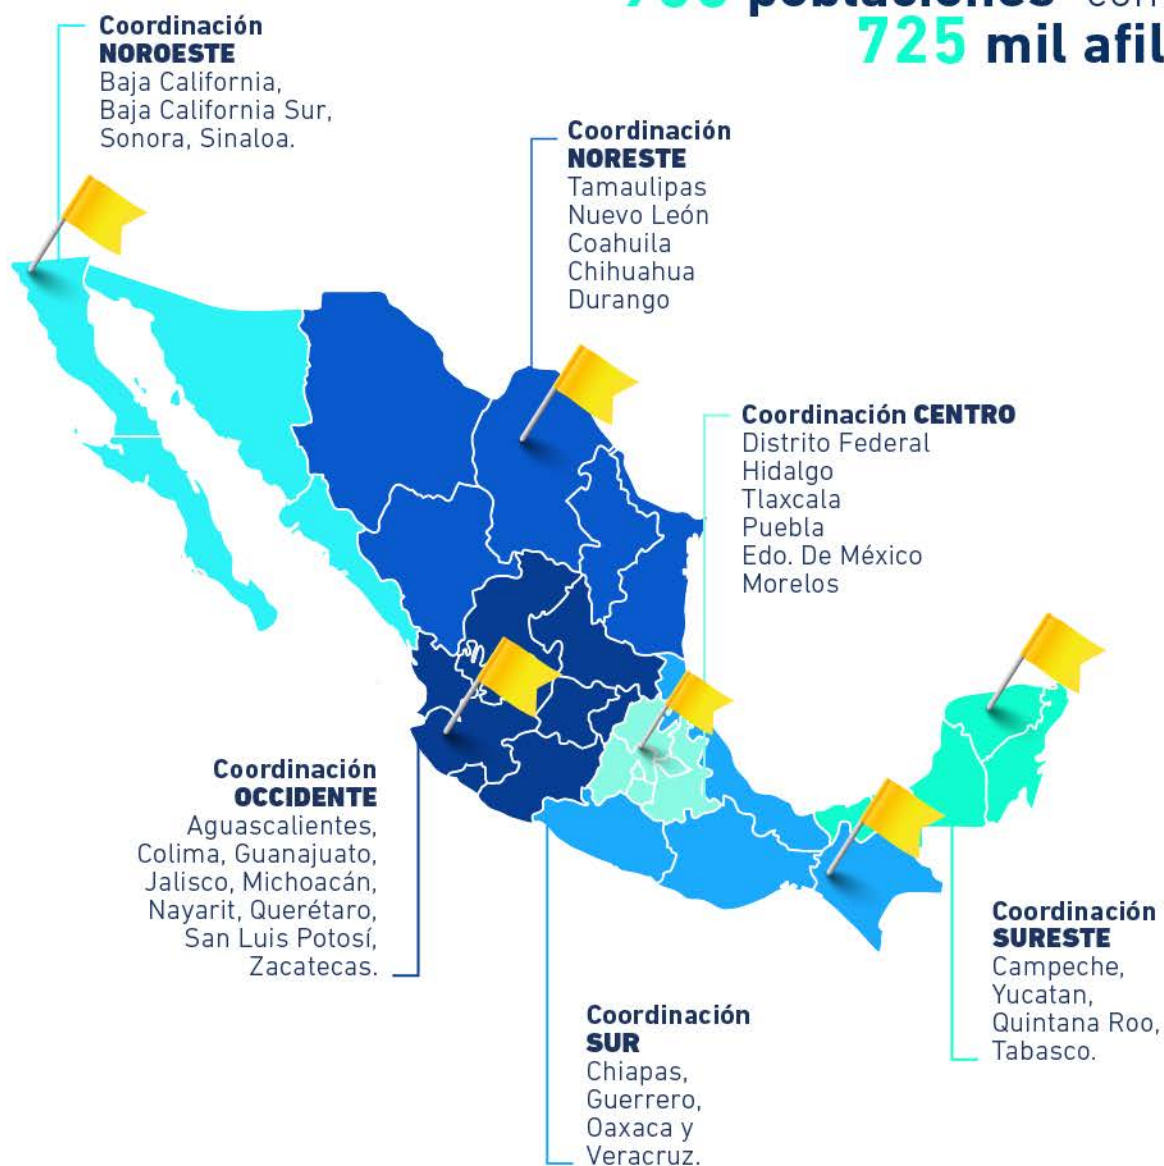 poblaciones con
725 mil afil
Coordinación
NOROESTE
Baja California,
Baja California Sur,
Sonora, Sinaloa.
Coordinación
NORESTE
Tamaulipas
Nuevo León
Coahuila
Chihuahua
Durango
Coordinación CENTRO
Distrito Federal
Hidalgo
Tlaxcala
Puebla
Edo. De México
Morelos
Coordinación
OCCIDENTE
Aguascalientes,
Colima, Guanajuato,
Jalisco, Michoacán,
Nayarit, Querétaro,
San Luis Potosí,
Zacatecas.
Coordinación
SURESTE
Campeche,
Yucatan,
Quintana Roo,
Tabasco.
Coordinación
SUR
Chiapas,
Guerrero,
Oaxaca y
Veracruz.